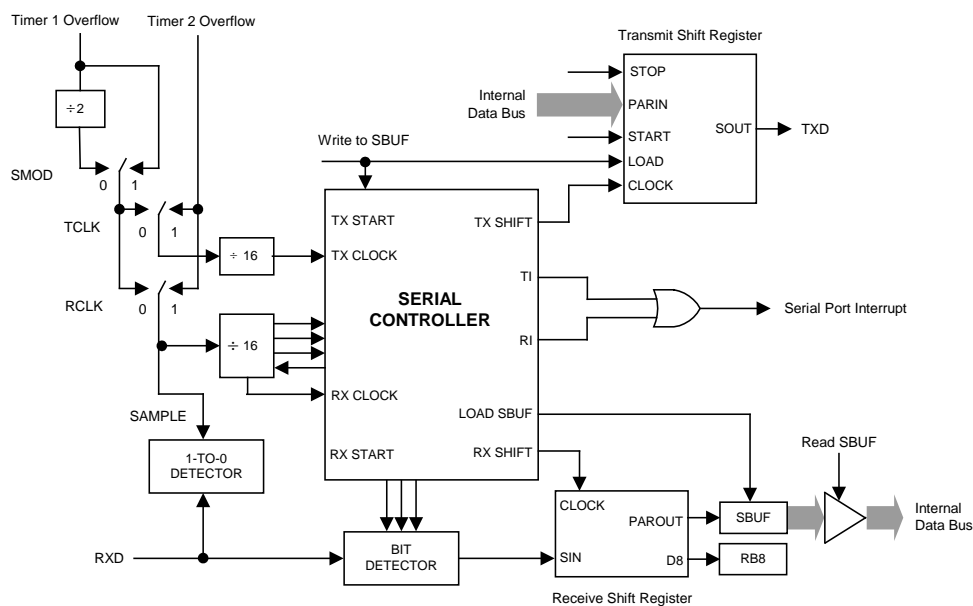 Timer 1 Overflow
Timer 2 Overflow
÷2
SMOD
0 1
TCLK
0 1
÷ 16
RCLK
0 1
÷ 16
SAMPLE
1-TO-0
DETECTOR
RXD
BIT
DETECTOR
Write to SBUF
TX START
TX CLOCK
SERIAL
CONTROLLER
RX CLOCK
RX START
TX SHIFT
TI
RI
LOAD SBUF
RX SHIFT
Transmit Shift Register
Internal
Data Bus
STOP
PARIN
START
LOAD
CLOCK
SOUT
TXD
Serial Port Interrupt
CLOCK
PAROUT
SIN
D8
Receive Shift Register
SBUF
RB8
Read SBUF
Internal
Data Bus